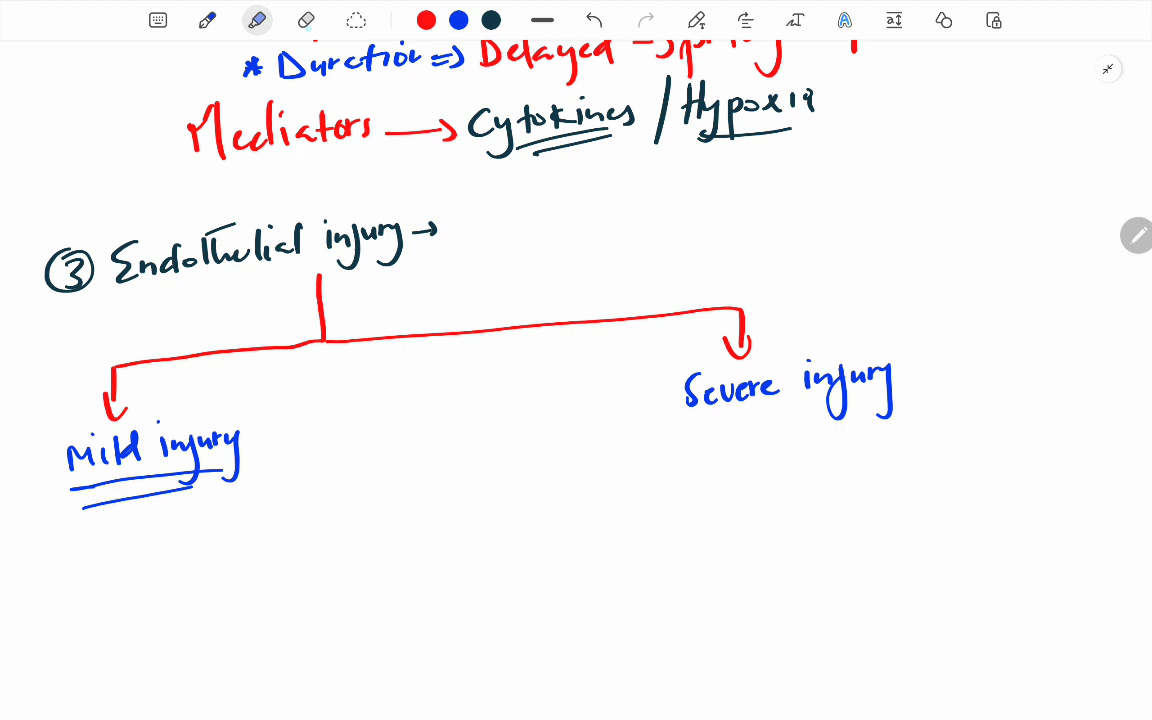 * Duration => Delayed
Mediators → Cytokines / Hypoxia
③ Endothelial injury →
Severe injury
Mild injury